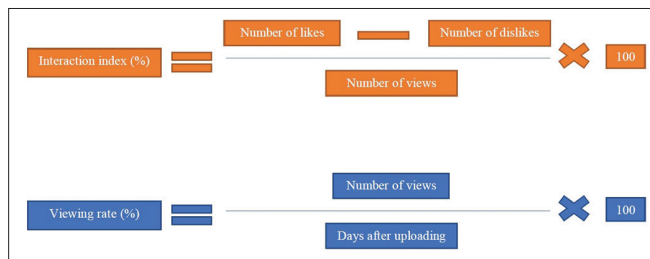 Number of likes
Number of dislikes
Interaction index (%)
100
Number of views
Number of views
Viewing rate (%)
100
Days after uploading